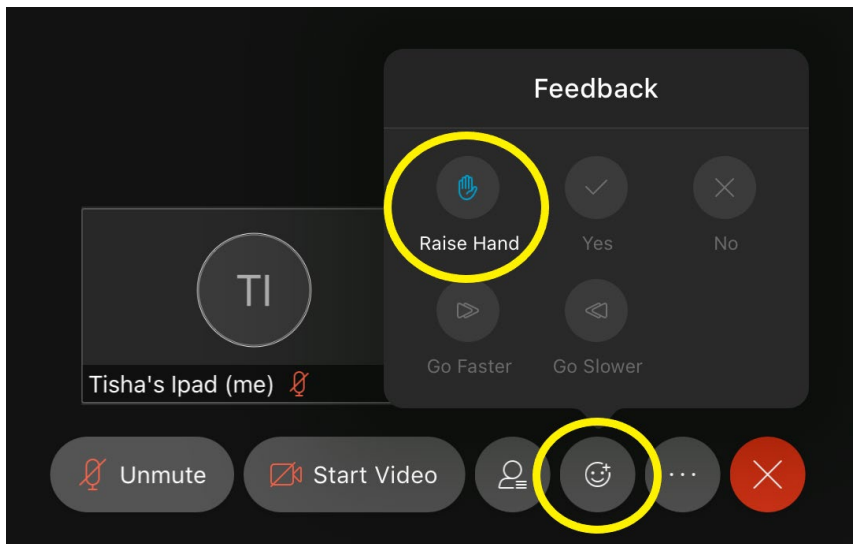 Feedback
Raise Hand
Yes
No
TI
Go Faster
Go Slower
Tisha's Ipad (me)
Unmute
Start Video